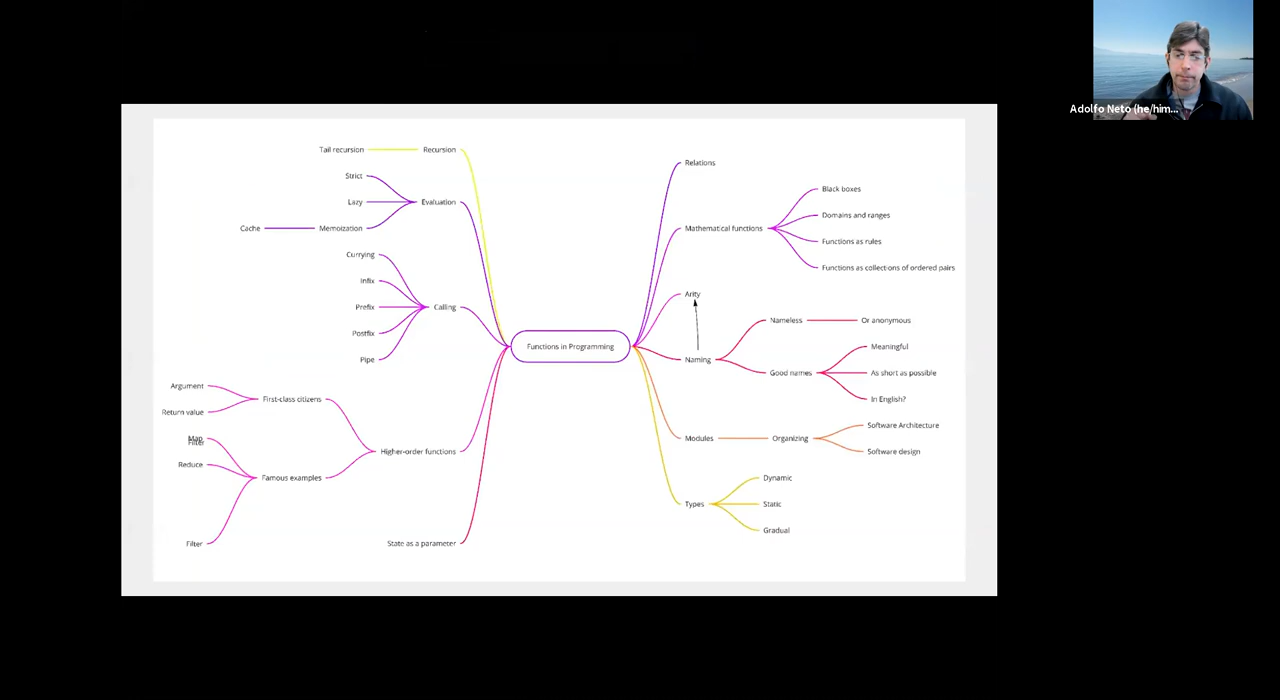 Adolfo Neto (he/him...
Functions in Programming
Recursion
Tail recursion
Evaluation
Strict
Lazy
Memoization
Cache
Calling
Currying
Infix
Prefix
Postfix
Pipe
Higher-order functions
First-class citizens
Argument
Return value
Famous examples
Map
Filter
Reduce
Filter
State as a parameter
Relations
Mathematical functions
Black boxes
Domains and ranges
Functions as rules
Functions as collections of ordered pairs
Arity
Naming
Nameless
Or anonymous
Good names
Meaningful
As short as possible
In English?
Modules
Organizing
Software Architecture
Software design
Types
Dynamic
Static
Gradual